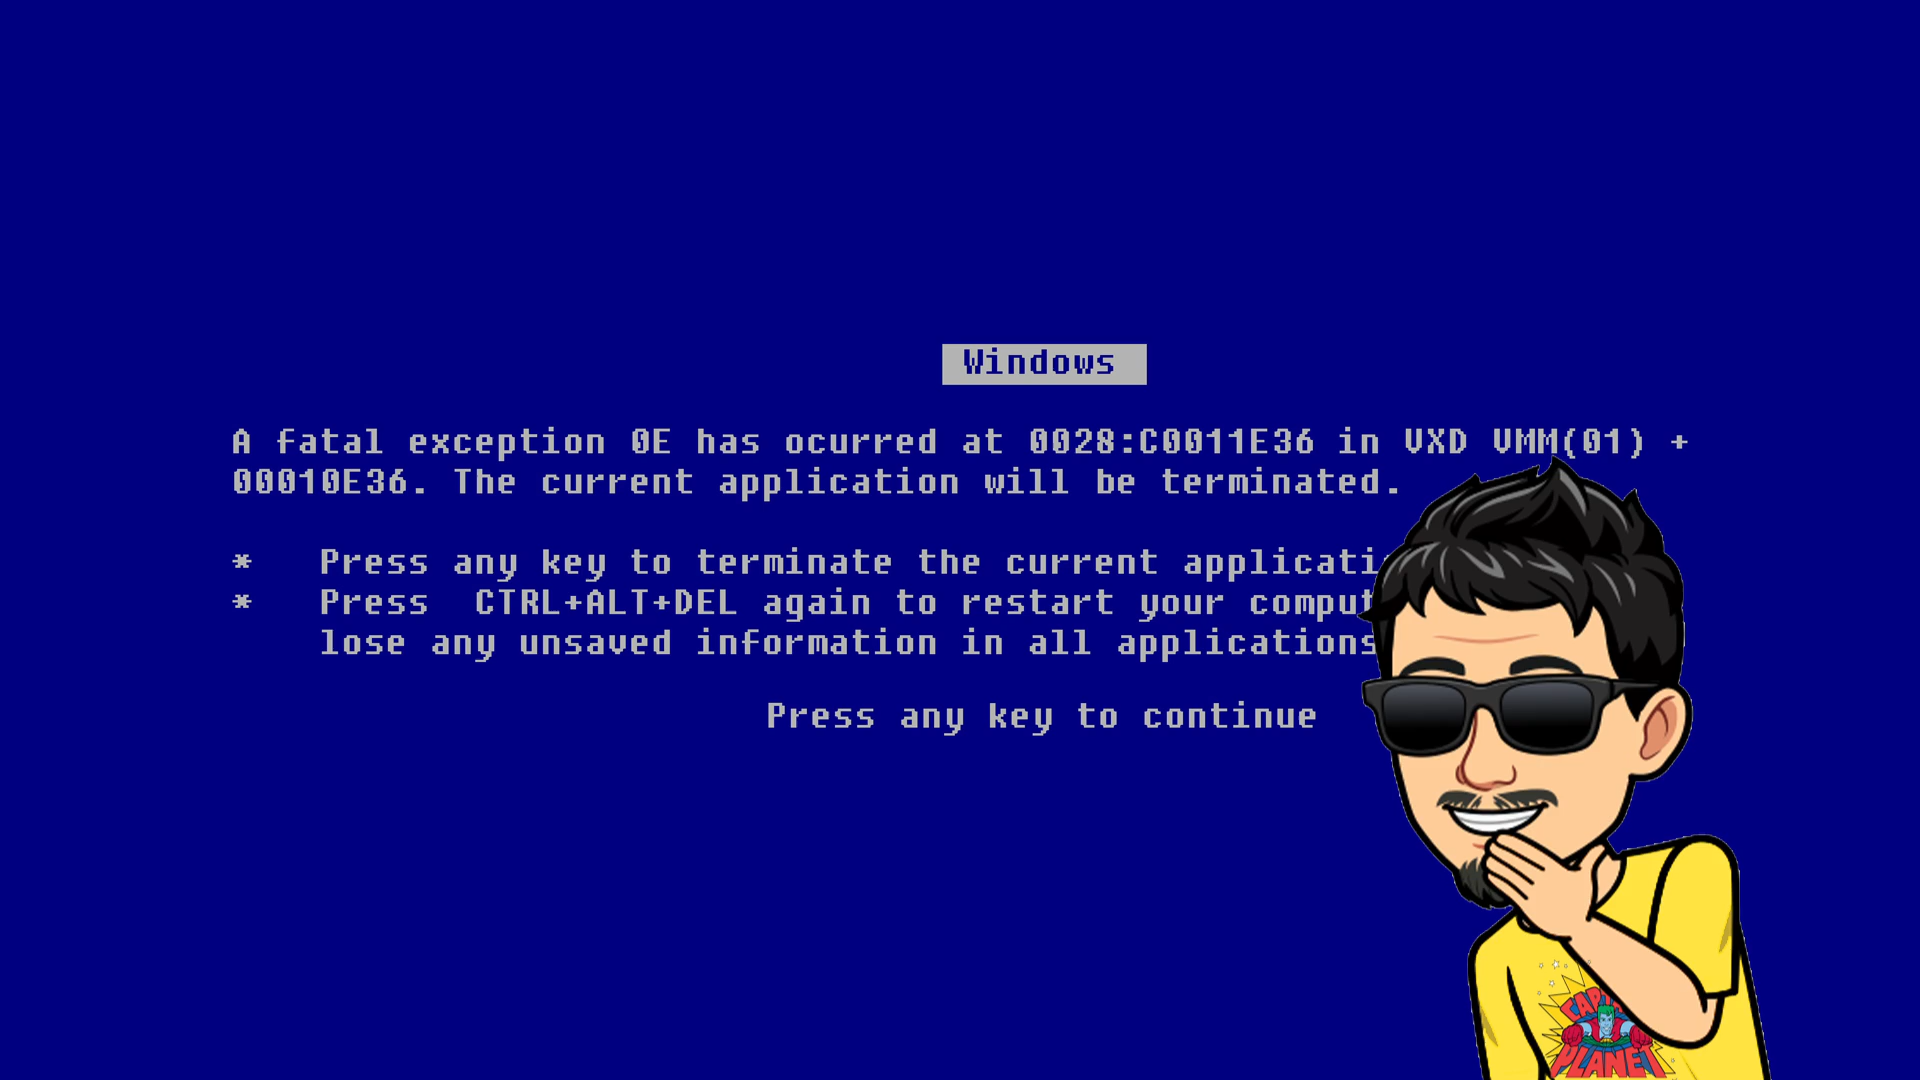 Windows
A fatal exception 0E has ocurred at 0028:C0011E36 in VXD VMM(01) +
00010E36. The current application will be terminated.
* Press any key to terminate the current applicati
* Press CTRL+ALT+DEL again to restart your comput
lose any unsaved information in all applications
Press any key to continue
PLANET